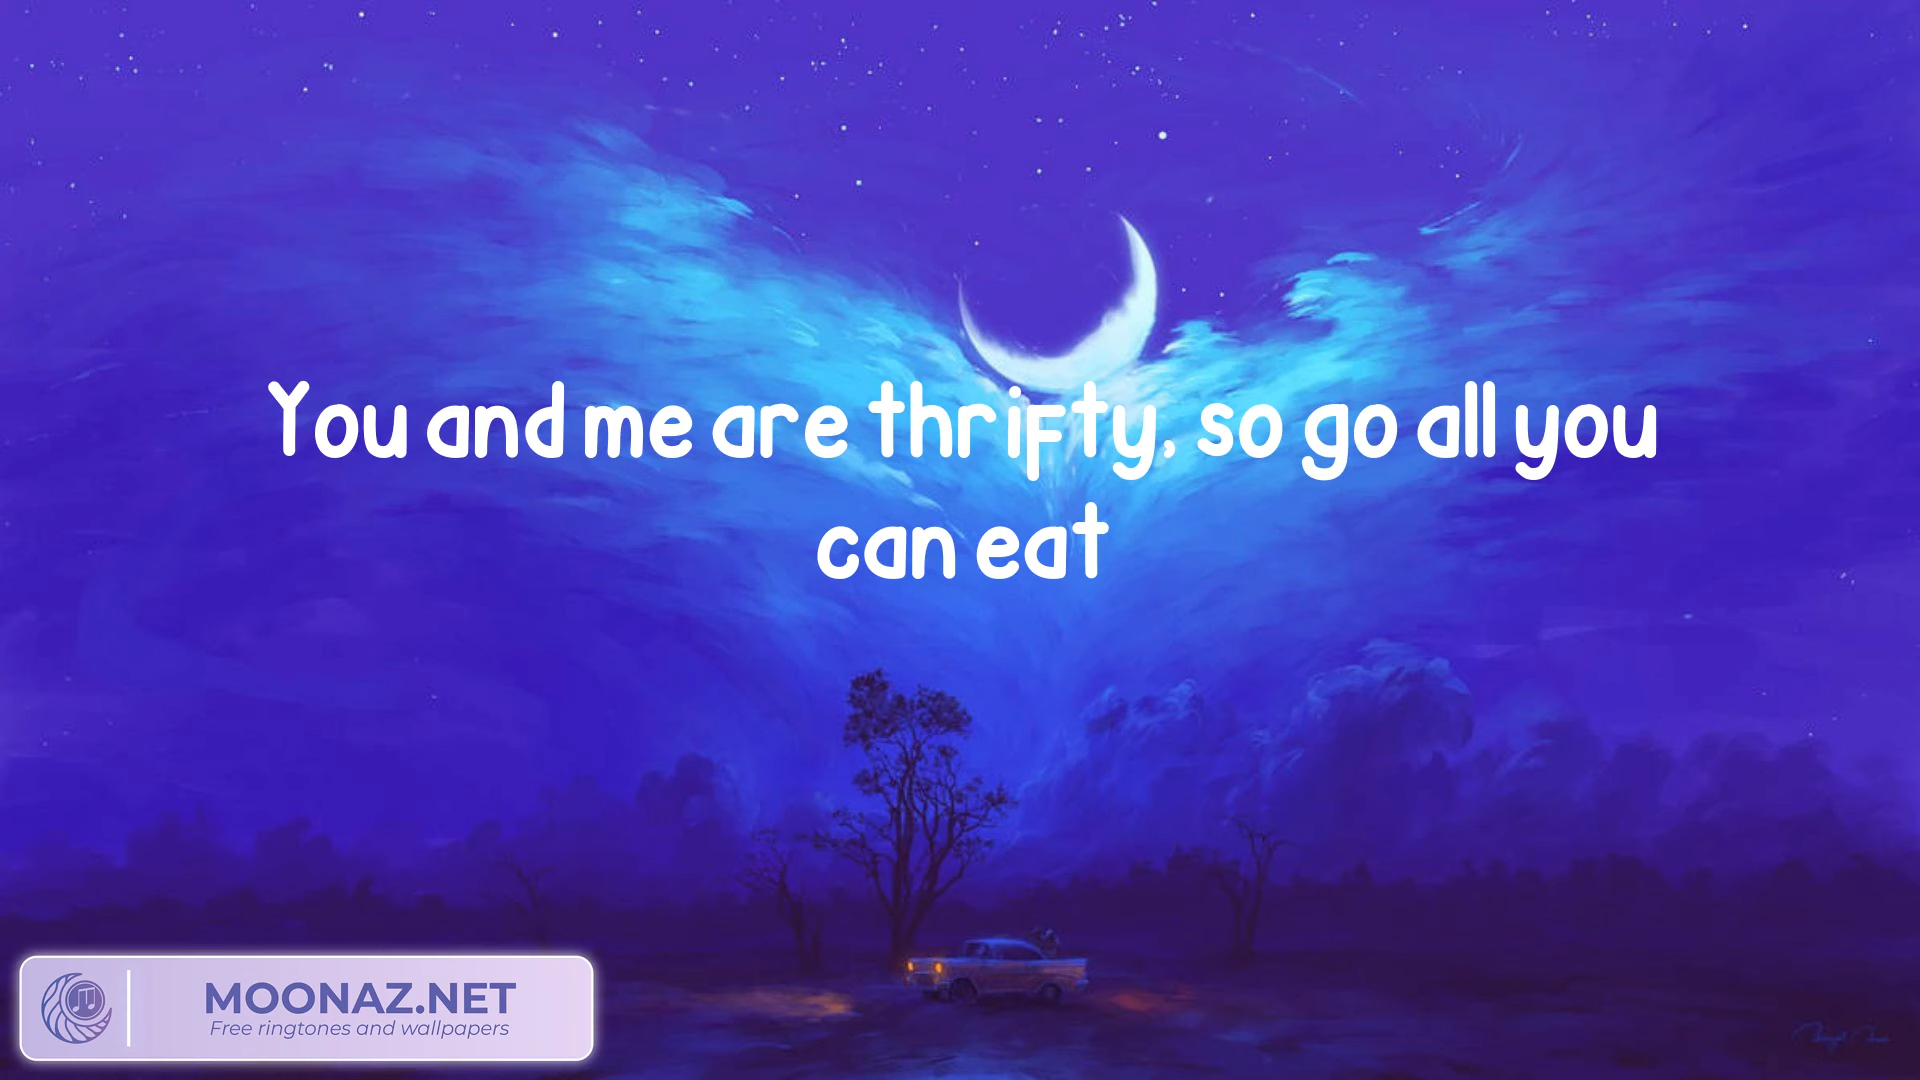 You and me are thrifty, so go all you
can eat
MOONAZ.NET
Free ringtones and wallpapers